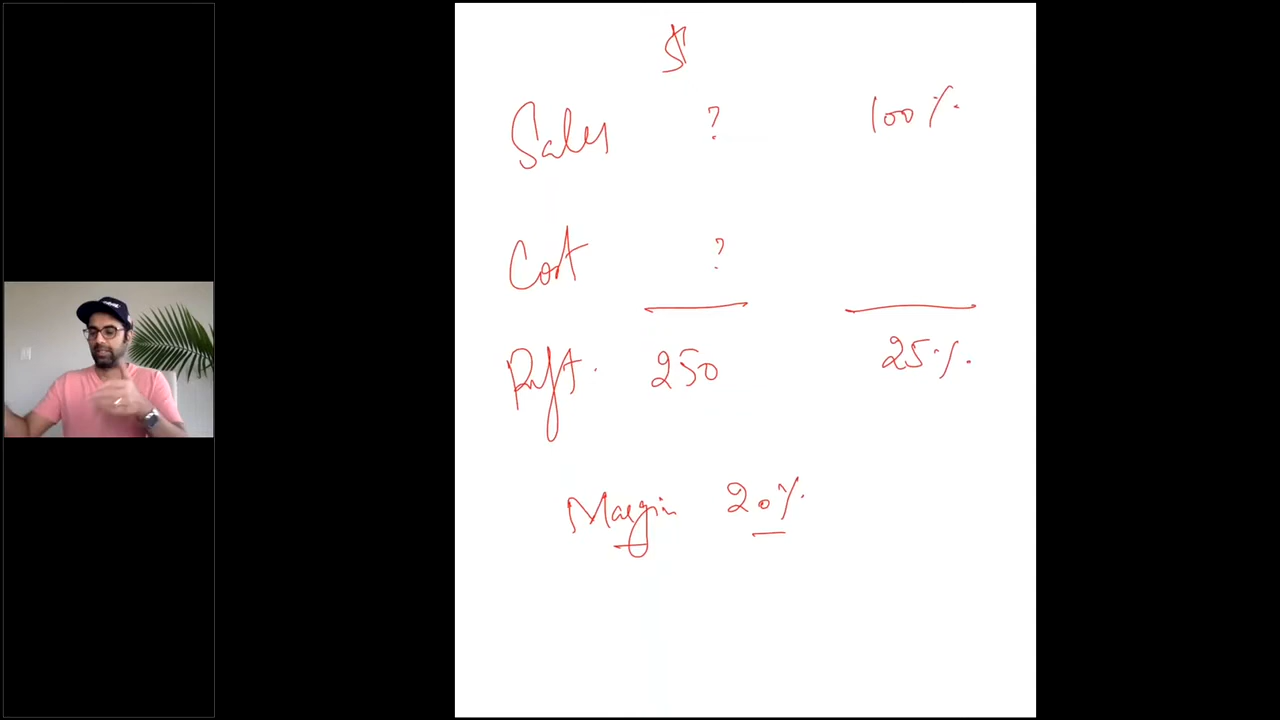 $
Sales ? 100%
Cost ?
Profit. 250 25%
Margin 20%